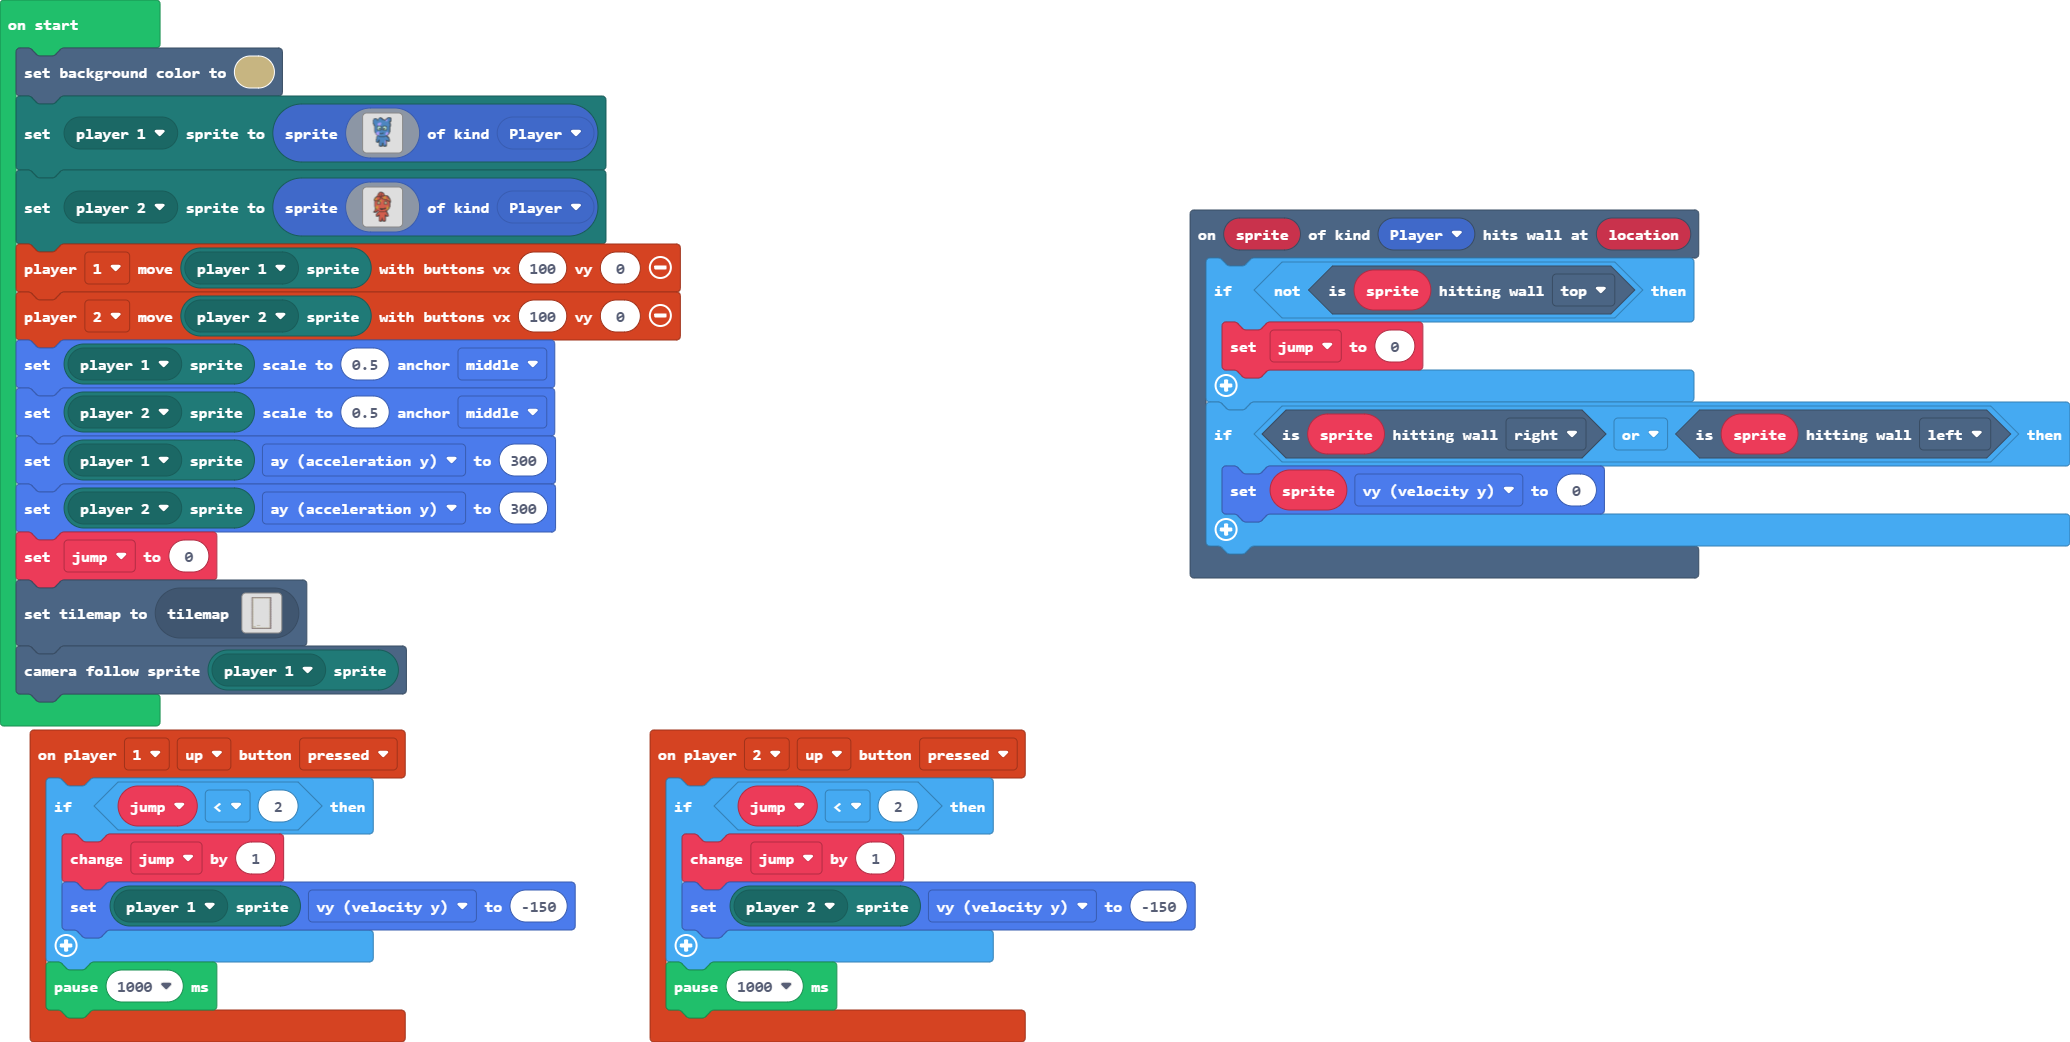 on start
set background color to
set player 1 sprite to sprite of kind Player
set player 2 sprite to sprite of kind Player
player 1 move player 1 sprite with buttons vx 100 vy 0
player 2 move player 2 sprite with buttons vx 100 vy 0
set player 1 sprite scale to 0.5 anchor middle
set player 2 sprite scale to 0.5 anchor middle
set player 1 sprite ay (acceleration y) to 300
set player 2 sprite ay (acceleration y) to 300
set jump to 0
set tilemap to tilemap
camera follow sprite player 1 sprite
on sprite of kind Player hits wall at location
if not is sprite hitting wall top then
set jump to 0
if is sprite hitting wall right or is sprite hitting wall left then
set sprite vy (velocity y) to 0
on player 1 up button pressed
if jump < 2 then
change jump by 1
set player 1 sprite vy (velocity y) to -150
pause 1000 ms
on player 2 up button pressed
if jump < 2 then
change jump by 1
set player 2 sprite vy (velocity y) to -150
pause 1000 ms